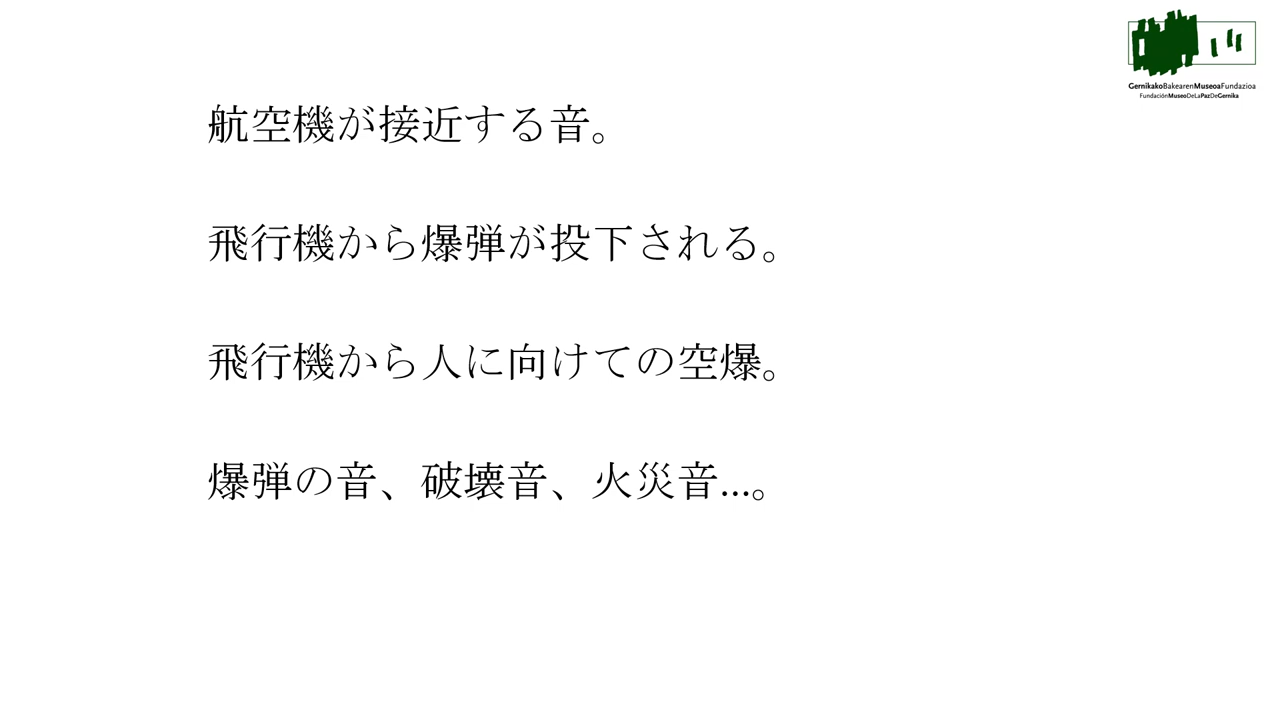 GernikakoBakearenMuseoaFundazioa
FundaciónMuseoDeLaPazDeGernika
航空機が接近する音。
飛行機から爆弾が投下される。
飛行機から人に向けての空爆。
爆弾の音、破壊音、火災音...。